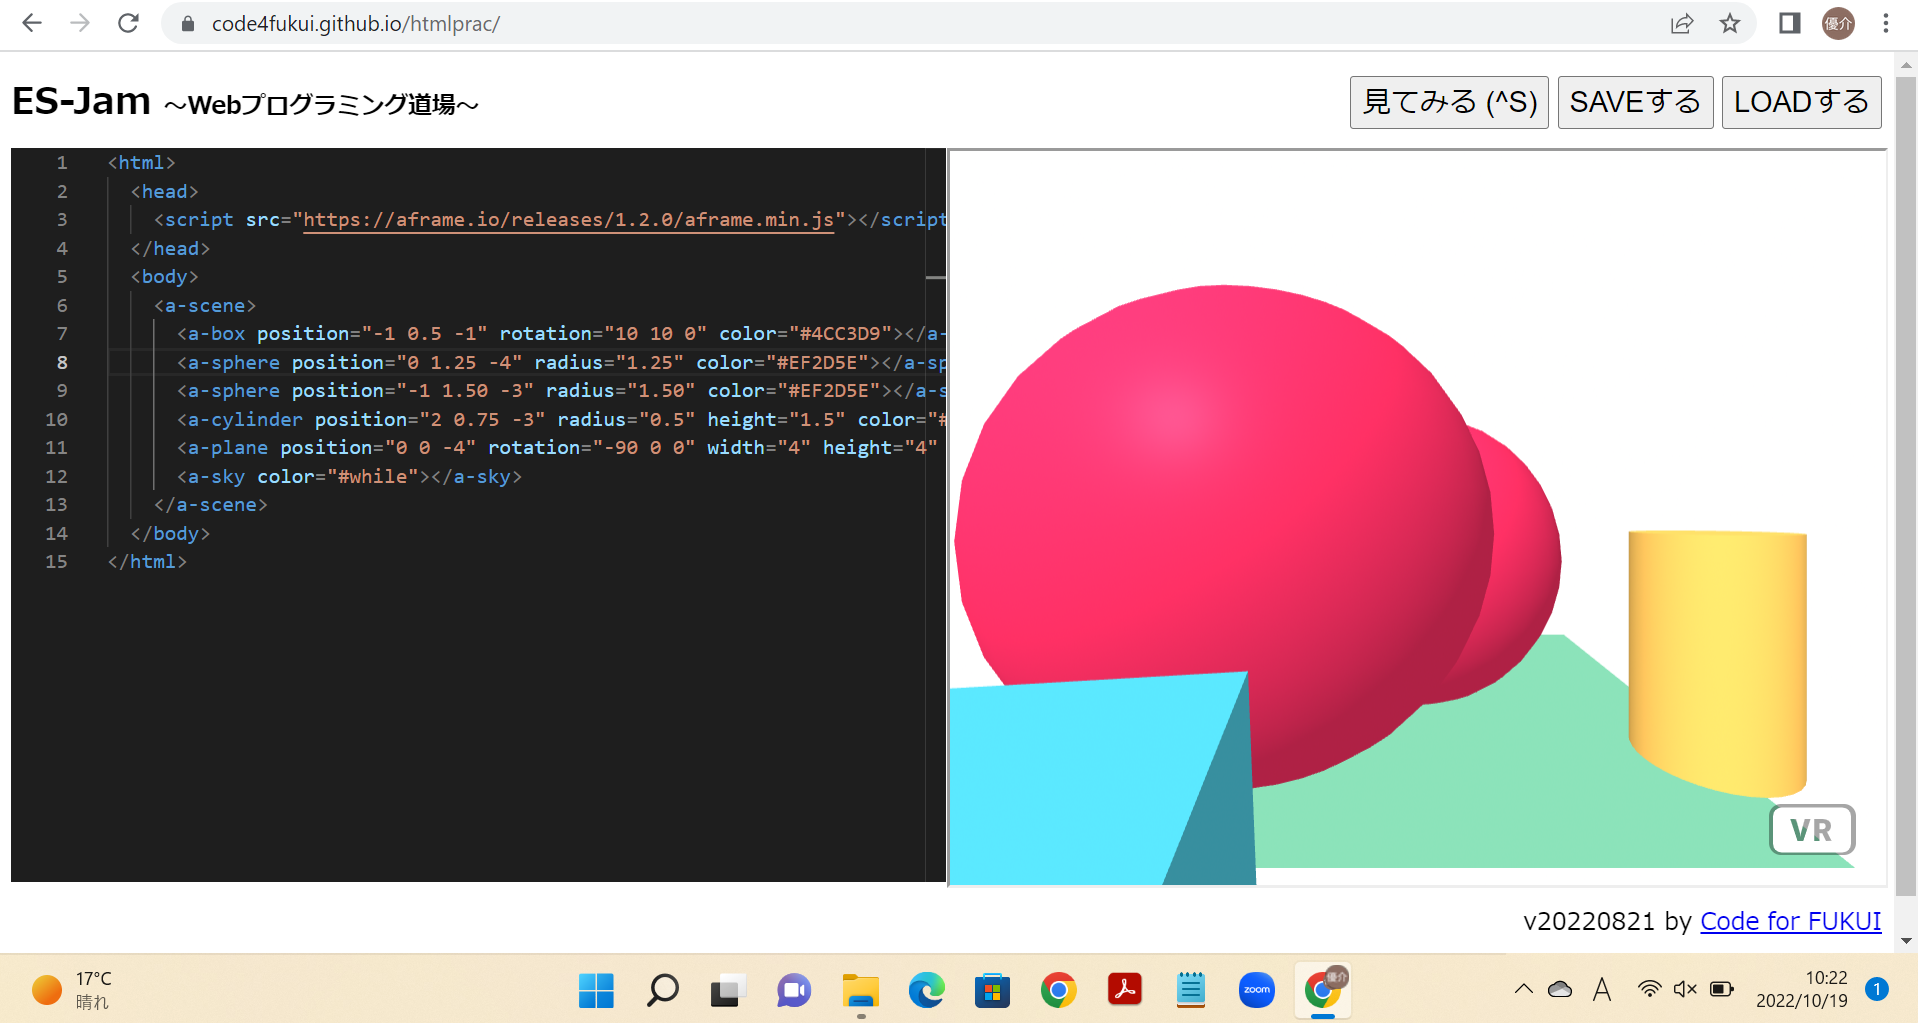 code4fukui.github.io/htmlprac/
優介
ES-Jam ～Webプログラミング道場～
見てみる (^S)
SAVEする
LOADする
1 <html>
2 <head>
3 <script src="https://aframe.io/releases/1.2.0/aframe.min.js"></script
4 </head>
5 <body>
6 <a-scene>
7 <a-box position="-1 0.5 -1" rotation="10 10 0" color="#4CC3D9"></a-
8 <a-sphere position="0 1.25 -4" radius="1.25" color="#EF2D5E"></a-sp
9 <a-sphere position="-1 1.50 -3" radius="1.50" color="#EF2D5E"></a-s
10 <a-cylinder position="2 0.75 -3" radius="0.5" height="1.5" color="#
11 <a-plane position="0 0 -4" rotation="-90 0 0" width="4" height="4"
12 <a-sky color="#while"></a-sky>
13 </a-scene>
14 </body>
15 </html>
VR
v20220821 by Code for FUKUI
17°C
晴れ
zoom
優介
A
10:22
2022/10/19
1